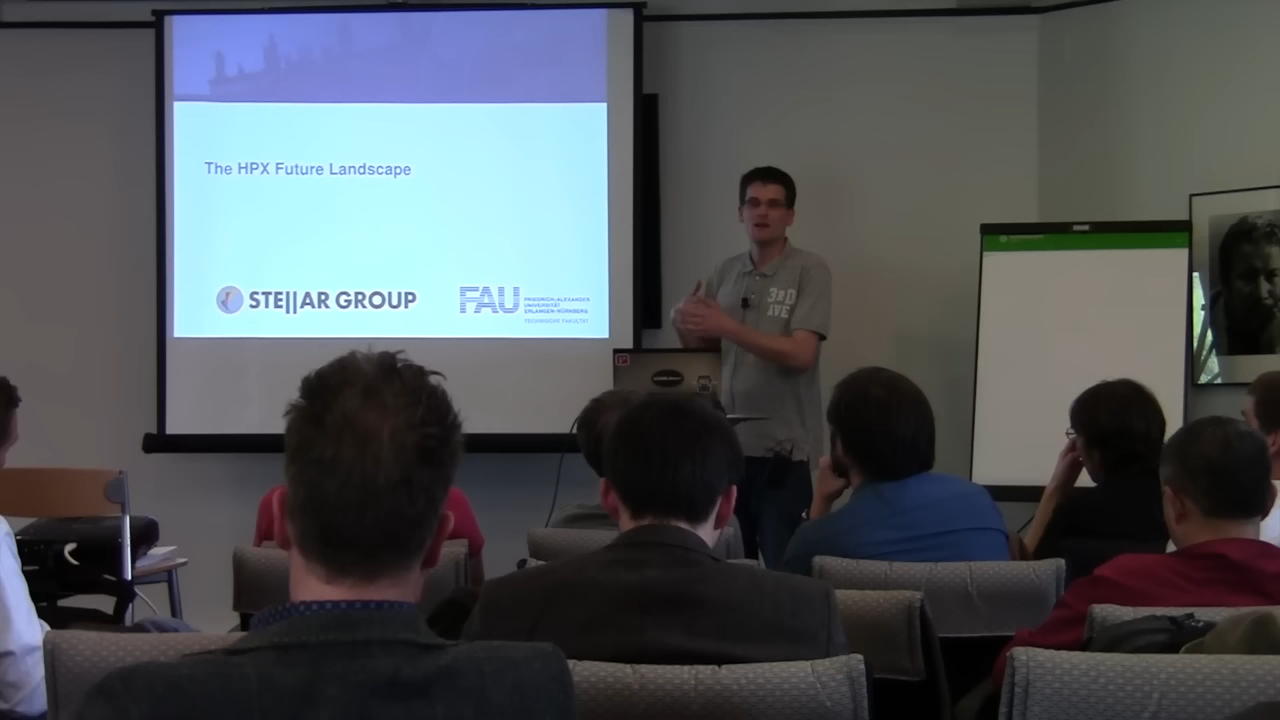 The HPX Future Landscape
STE||AR GROUP
FAU
FRIEDRICH-ALEXANDER
UNIVERSITÄT
ERLANGEN-NÜRNBERG
TECHNISCHE FAKULTÄT
3RD
AVE